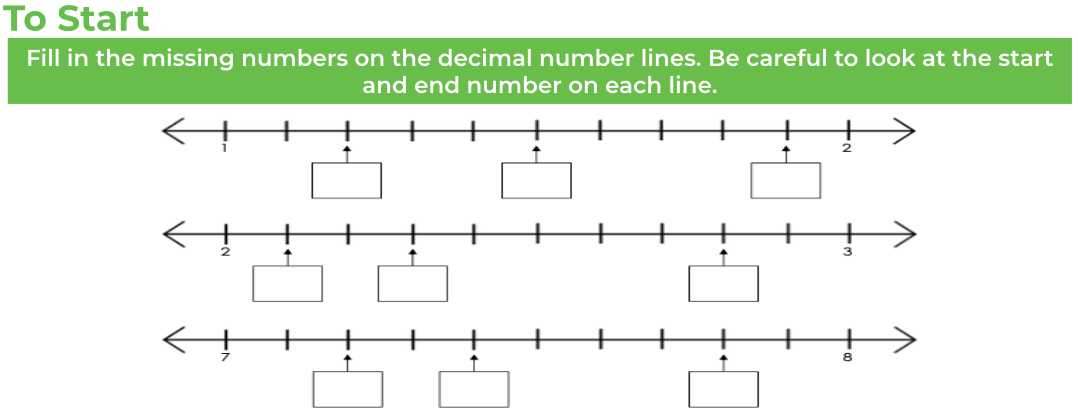 To Start
Fill in the missing numbers on the decimal number lines. Be careful to look at the start
and end number on each line.
1 2
2 3
7 8